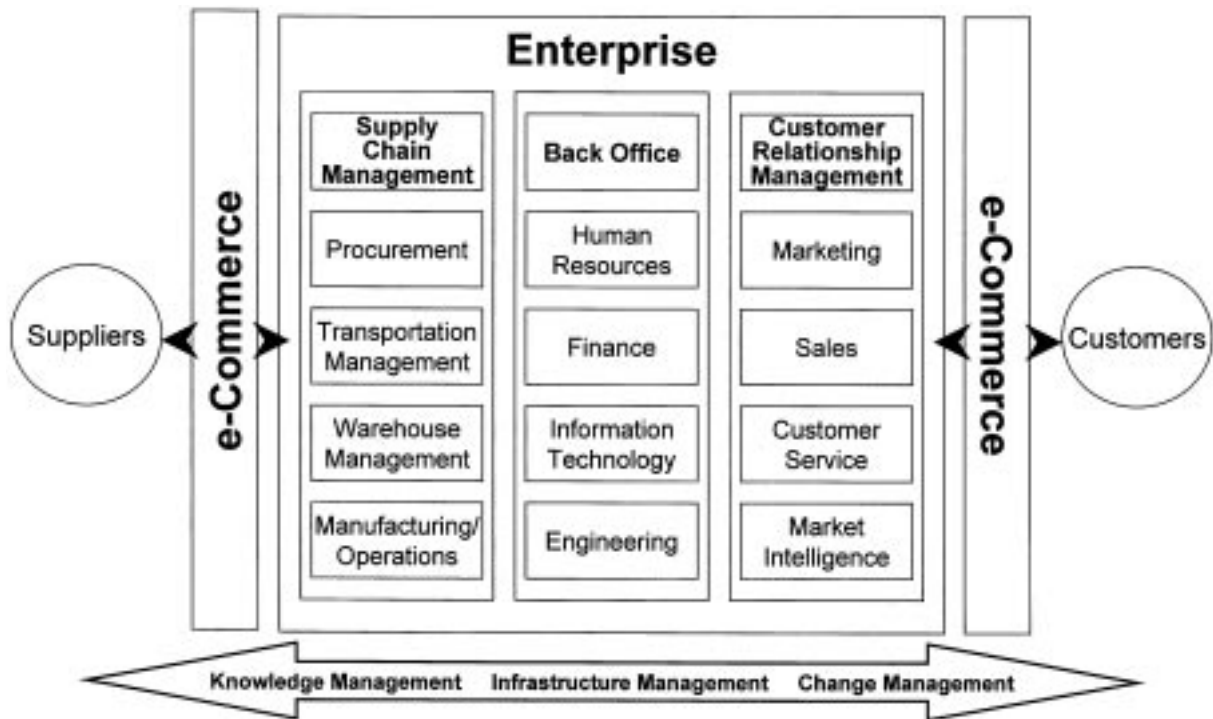 Enterprise
Suppliers
e-Commerce
Supply
Chain
Management
Procurement
Transportation
Management
Warehouse
Management
Manufacturing/
Operations
Back Office
Human
Resources
Finance
Information
Technology
Engineering
Customer
Relationship
Management
Marketing
Sales
Customer
Service
Market
Intelligence
e-Commerce
Customers
Knowledge Management Infrastructure Management Change Management